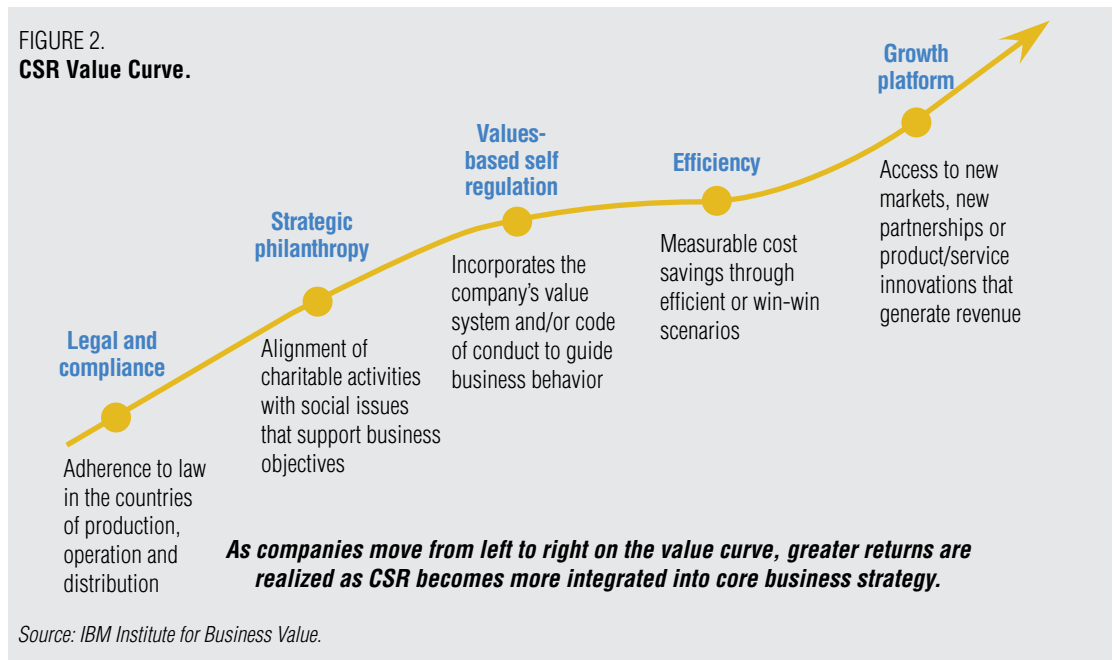 FIGURE 2.
CSR Value Curve.
Legal and
compliance
Adherence to law
in the countries
of production,
operation and
distribution
Strategic
philanthropy
Alignment of
charitable activities
with social issues
that support business
objectives
Values-
based self
regulation
Incorporates the
company's value
system and/or code
of conduct to guide
business behavior
Efficiency
Measurable cost
savings through
efficient or win-win
scenarios
Growth
platform
Access to new
markets, new
partnerships or
product/service
innovations that
generate revenue
As companies move from left to right on the value curve, greater returns are
realized as CSR becomes more integrated into core business strategy.
Source: IBM Institute for Business Value.